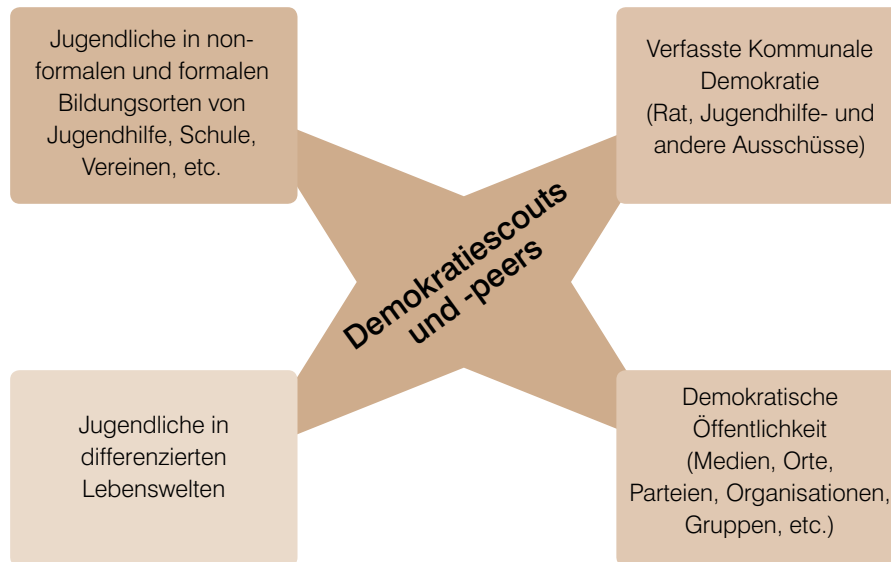 Jugendliche in non-
formalen und formalen
Bildungsorten von
Jugendhilfe, Schule,
Vereinen, etc.
Verfasste Kommunale
Demokratie
(Rat, Jugendhilfe- und
andere Ausschüsse)
Demokratiescouts
und -peers
Jugendliche in
differenzierten
Lebenswelten
Demokratische
Öffentlichkeit
(Medien, Orte,
Parteien, Organisationen,
Gruppen, etc.)